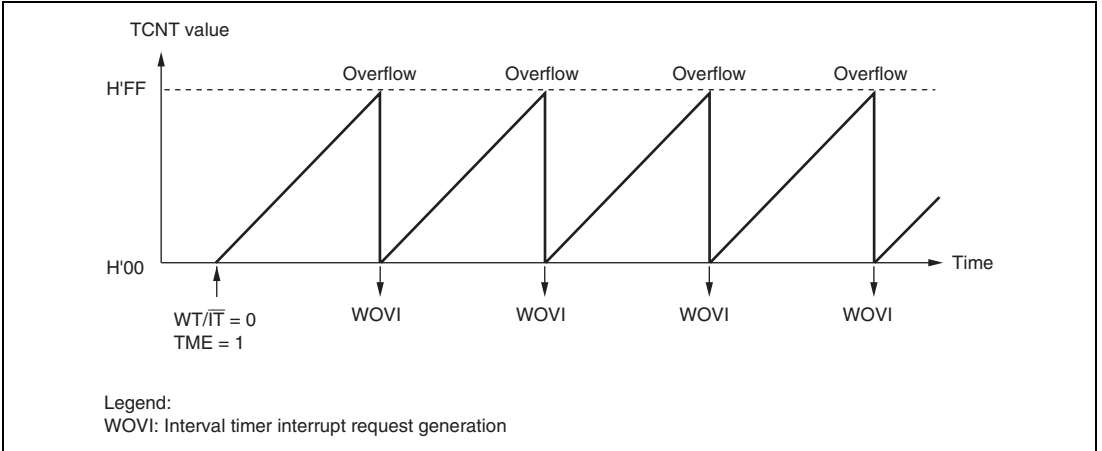 TCNT value
H'FF
Overflow Overflow Overflow Overflow
H'00
Time
WT/I̅T̅ = 0
TME = 1
WOVI WOVI WOVI WOVI
Legend:
WOVI: Interval timer interrupt request generation